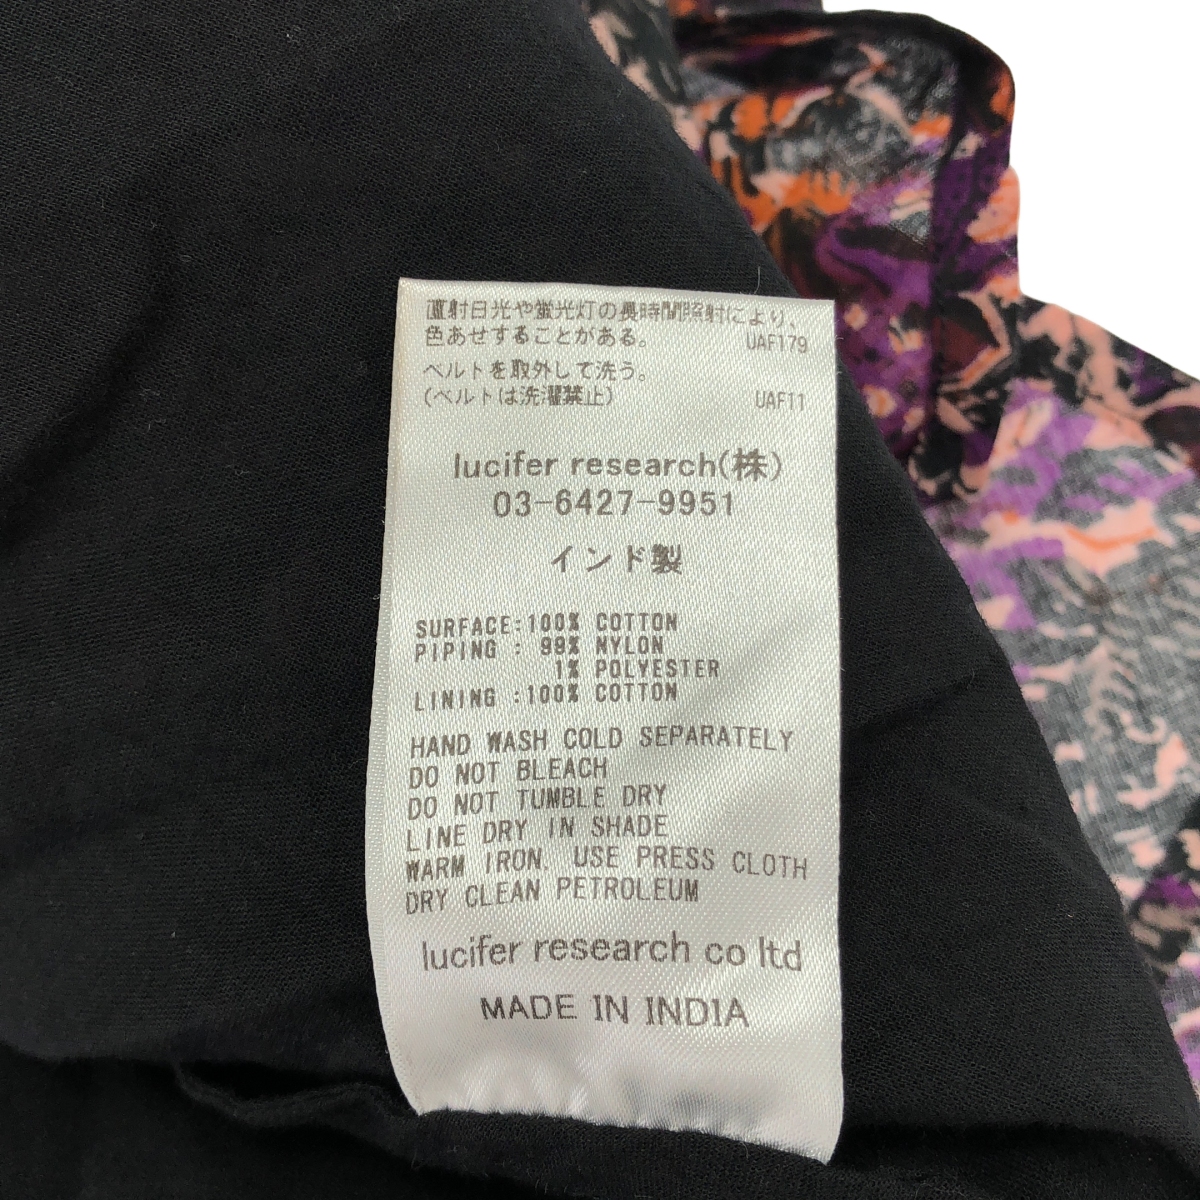 直射日光や蛍光灯の長時間照射により、
色あせすることがある。 UAF179
ベルトを取外して洗う。
(ベルトは洗濯禁止) UAF11
lucifer research(株)
03-6427-9951
インド製
SURFACE:100% COTTON
PIPING : 99% NYLON
1% POLYESTER
LINING :100% COTTON
HAND WASH COLD SEPARATELY
DO NOT BLEACH
DO NOT TUMBLE DRY
LINE DRY IN SHADE
WARM IRON. USE PRESS CLOTH
DRY CLEAN PETROLEUM
lucifer research co ltd
MADE IN INDIA